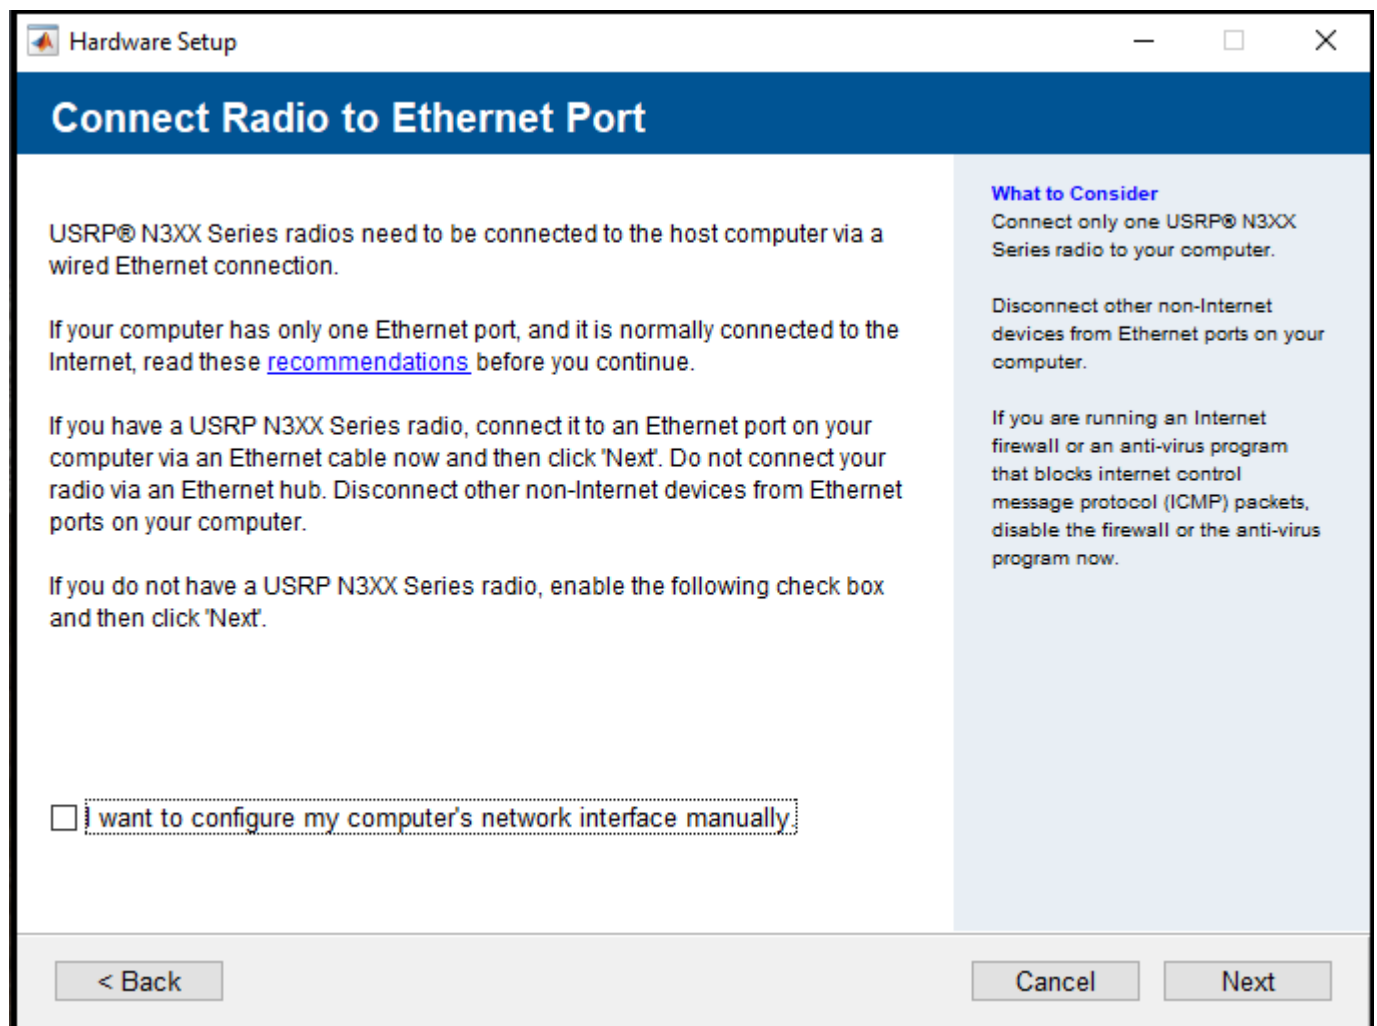 Hardware Setup
Connect Radio to Ethernet Port
USRP® N3XX Series radios need to be connected to the host computer via a
wired Ethernet connection.
If your computer has only one Ethernet port, and it is normally connected to the
Internet, read these recommendations before you continue.
If you have a USRP N3XX Series radio, connect it to an Ethernet port on your
computer via an Ethernet cable now and then click 'Next'. Do not connect your
radio via an Ethernet hub. Disconnect other non-Internet devices from Ethernet
ports on your computer.
If you do not have a USRP N3XX Series radio, enable the following check box
and then click 'Next'.
I want to configure my computer's network interface manually.
What to Consider
Connect only one USRP® N3XX
Series radio to your computer.
Disconnect other non-Internet
devices from Ethernet ports on your
computer.
If you are running an Internet
firewall or an anti-virus program
that blocks internet control
message protocol (ICMP) packets,
disable the firewall or the anti-virus
program now.
< Back
Cancel
Next